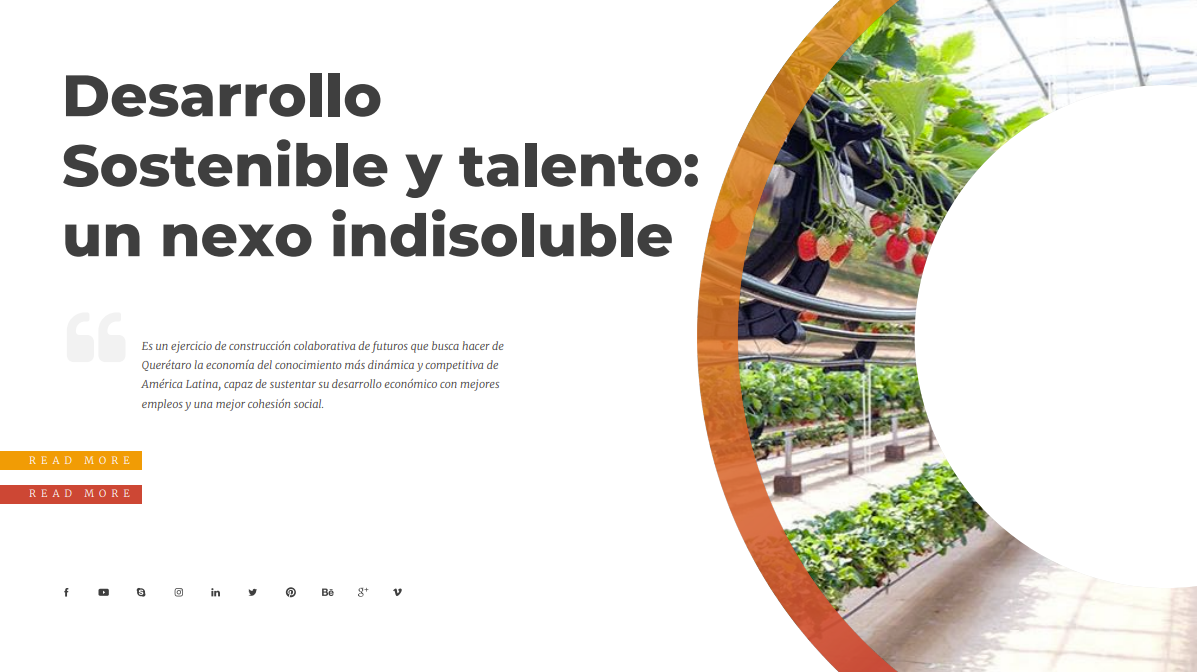 Desarrollo
Sostenible y talento:
un nexo indisoluble
Es un ejercicio de construcción colaborativa de futuros que busca hacer de
Querétaro la economía del conocimiento más dinámica y competitiva de
América Latina, capaz de sustentar su desarrollo económico con mejores
empleos y una mejor cohesión social.
READ MORE
READ MORE